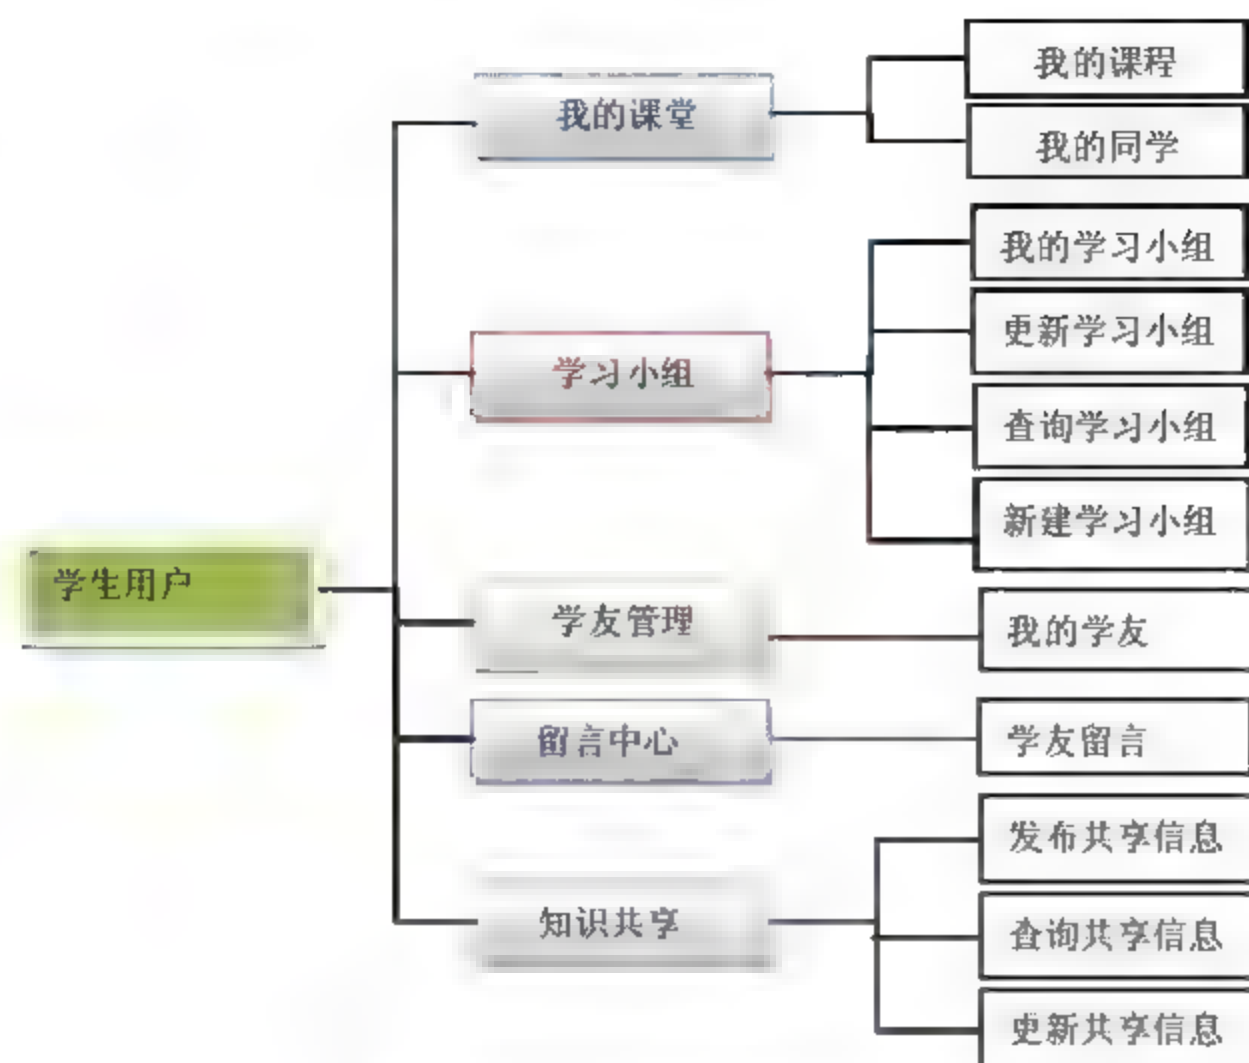 学生用户
我的课堂
我的课程
我的同学
学习小组
我的学习小组
更新学习小组
查询学习小组
新建学习小组
学友管理
我的学友
留言中心
学友留言
知识共享
发布共享信息
查询共享信息
更新共享信息